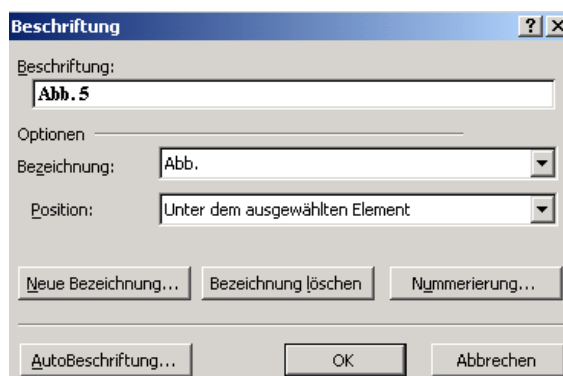 Beschriftung
Beschriftung:
Abb. 5
Optionen
Bezeichnung: Abb.
Position: Unter dem ausgewählten Element
Neue Bezeichnung... Bezeichnung löschen Nummerierung...
AutoBeschriftung... OK Abbrechen